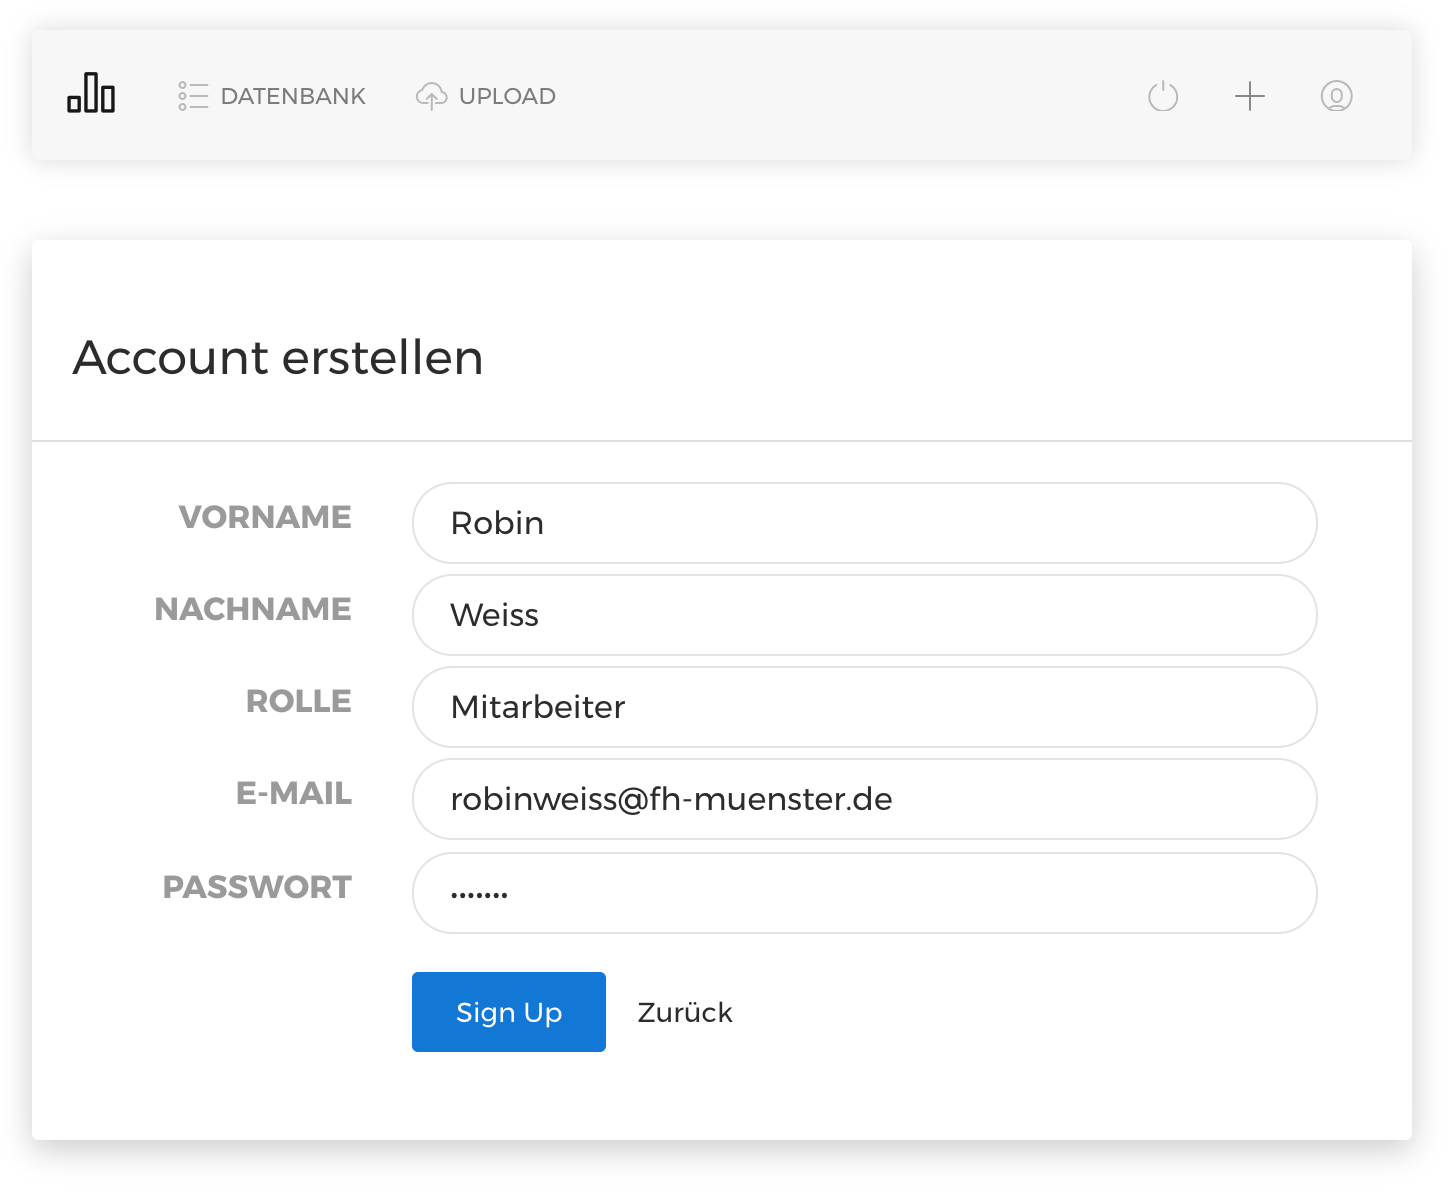 DATENBANK UPLOAD
Account erstellen
VORNAME Robin
NACHNAME Weiss
ROLLE Mitarbeiter
E-MAIL robinweiss@fh-muenster.de
PASSWORT •••••••
Sign Up Zurück